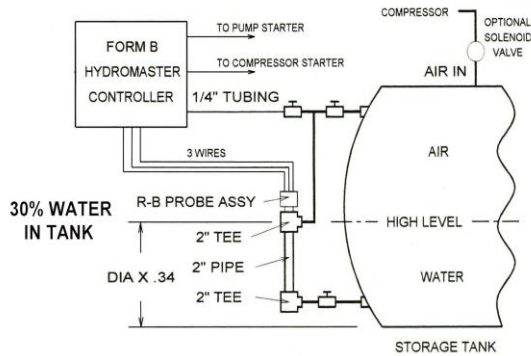 COMPRESSOR
OPTIONAL
SOLENOID
VALVE
AIR IN
FORM B
HYDROMASTER
CONTROLLER
TO PUMP STARTER
TO COMPRESSOR STARTER
1/4" TUBING
3 WIRES
R-B PROBE ASSY
30% WATER
IN TANK
2" TEE
DIA X .34
2" PIPE
2" TEE
AIR
HIGH LEVEL
WATER
STORAGE TANK